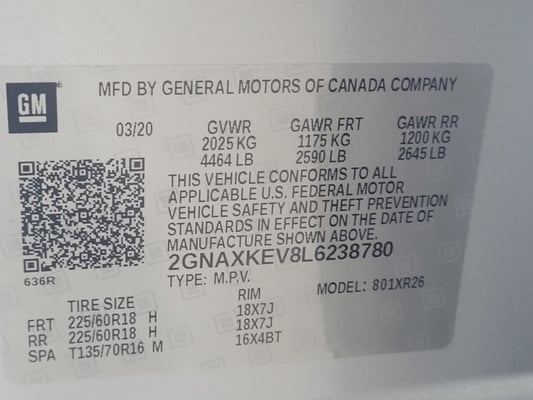 GM
MFD BY GENERAL MOTORS OF CANADA COMPANY
03/20 GVWR GAWR FRT GAWR RR
2025 KG 1175 KG 1200 KG
4464 LB 2590 LB 2645 LB
THIS VEHICLE CONFORMS TO ALL
APPLICABLE U.S. FEDERAL MOTOR
VEHICLE SAFETY AND THEFT PREVENTION
STANDARDS IN EFFECT ON THE DATE OF
MANUFACTURE SHOWN ABOVE.
2GNAXKEV8L6238780
636R
TYPE: M.P.V. MODEL: 801XR26
TIRE SIZE RIM
FRT 225/60R18 H 18X7J
RR 225/60R18 H 18X7J
SPA T135/70R16 M 16X4BT